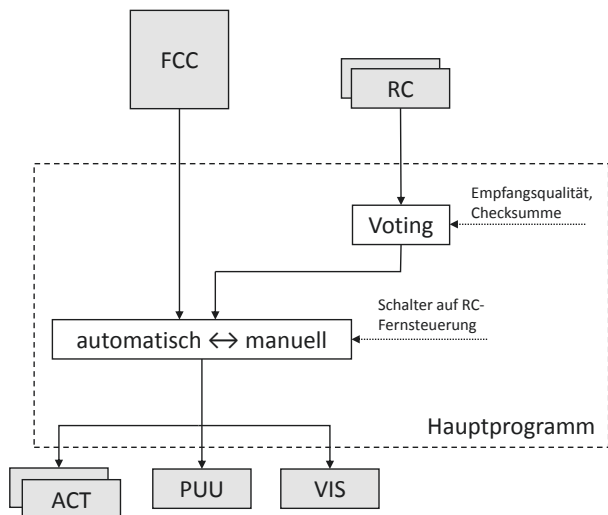 FCC
RC
Empfangsqualität,
Checksumme
Voting
Schalter auf RC-
Fernsteuerung
automatisch ↔ manuell
Hauptprogramm
ACT
PUU
VIS